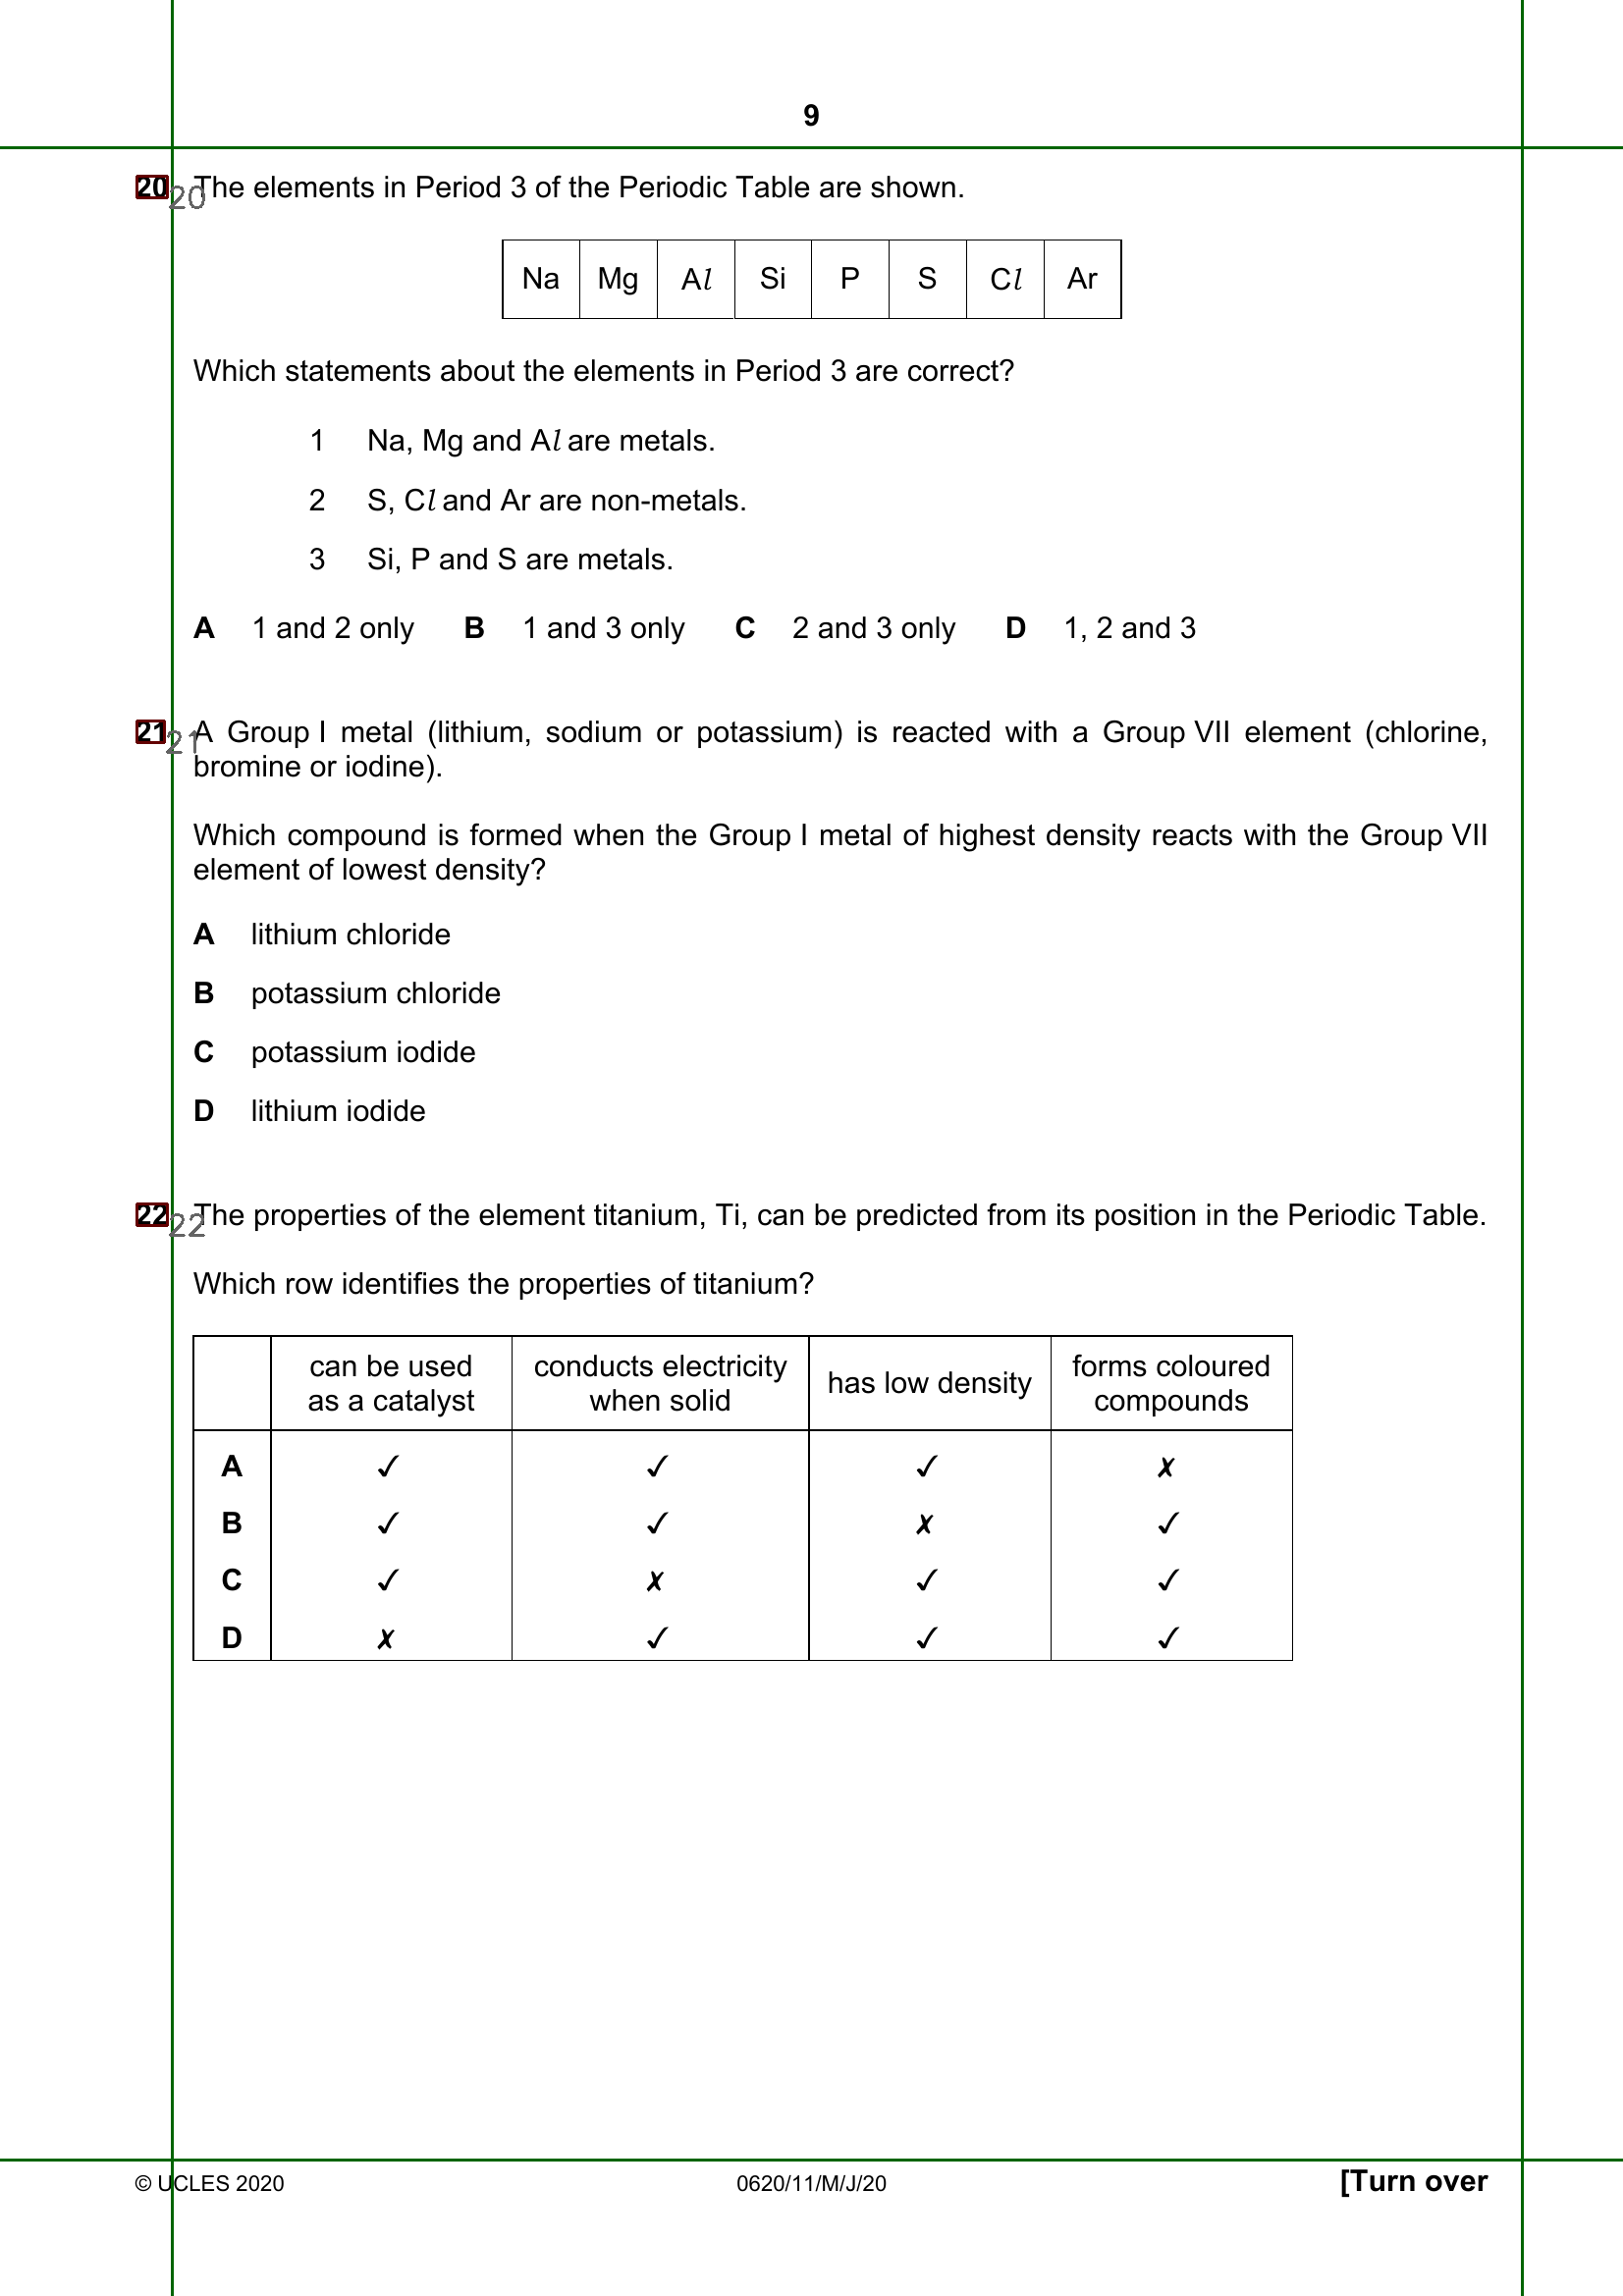 9
20 20 The elements in Period 3 of the Periodic Table are shown.
Na Mg Al Si P S Cl Ar
Which statements about the elements in Period 3 are correct?
1 Na, Mg and Al are metals.
2 S, Cl and Ar are non-metals.
3 Si, P and S are metals.
A 1 and 2 only B 1 and 3 only C 2 and 3 only D 1, 2 and 3
21 21 A Group I metal (lithium, sodium or potassium) is reacted with a Group VII element (chlorine,
bromine or iodine).
Which compound is formed when the Group I metal of highest density reacts with the Group VII
element of lowest density?
A lithium chloride
B potassium chloride
C potassium iodide
D lithium iodide
22 22 The properties of the element titanium, Ti, can be predicted from its position in the Periodic Table.
Which row identifies the properties of titanium?
can be used as a catalyst conducts electricity when solid has low density forms coloured compounds
A ✓ ✓ ✓ ✗
B ✓ ✓ ✗ ✓
C ✓ ✗ ✓ ✓
D ✗ ✓ ✓ ✓
© UCLES 2020 0620/11/M/J/20 [Turn over